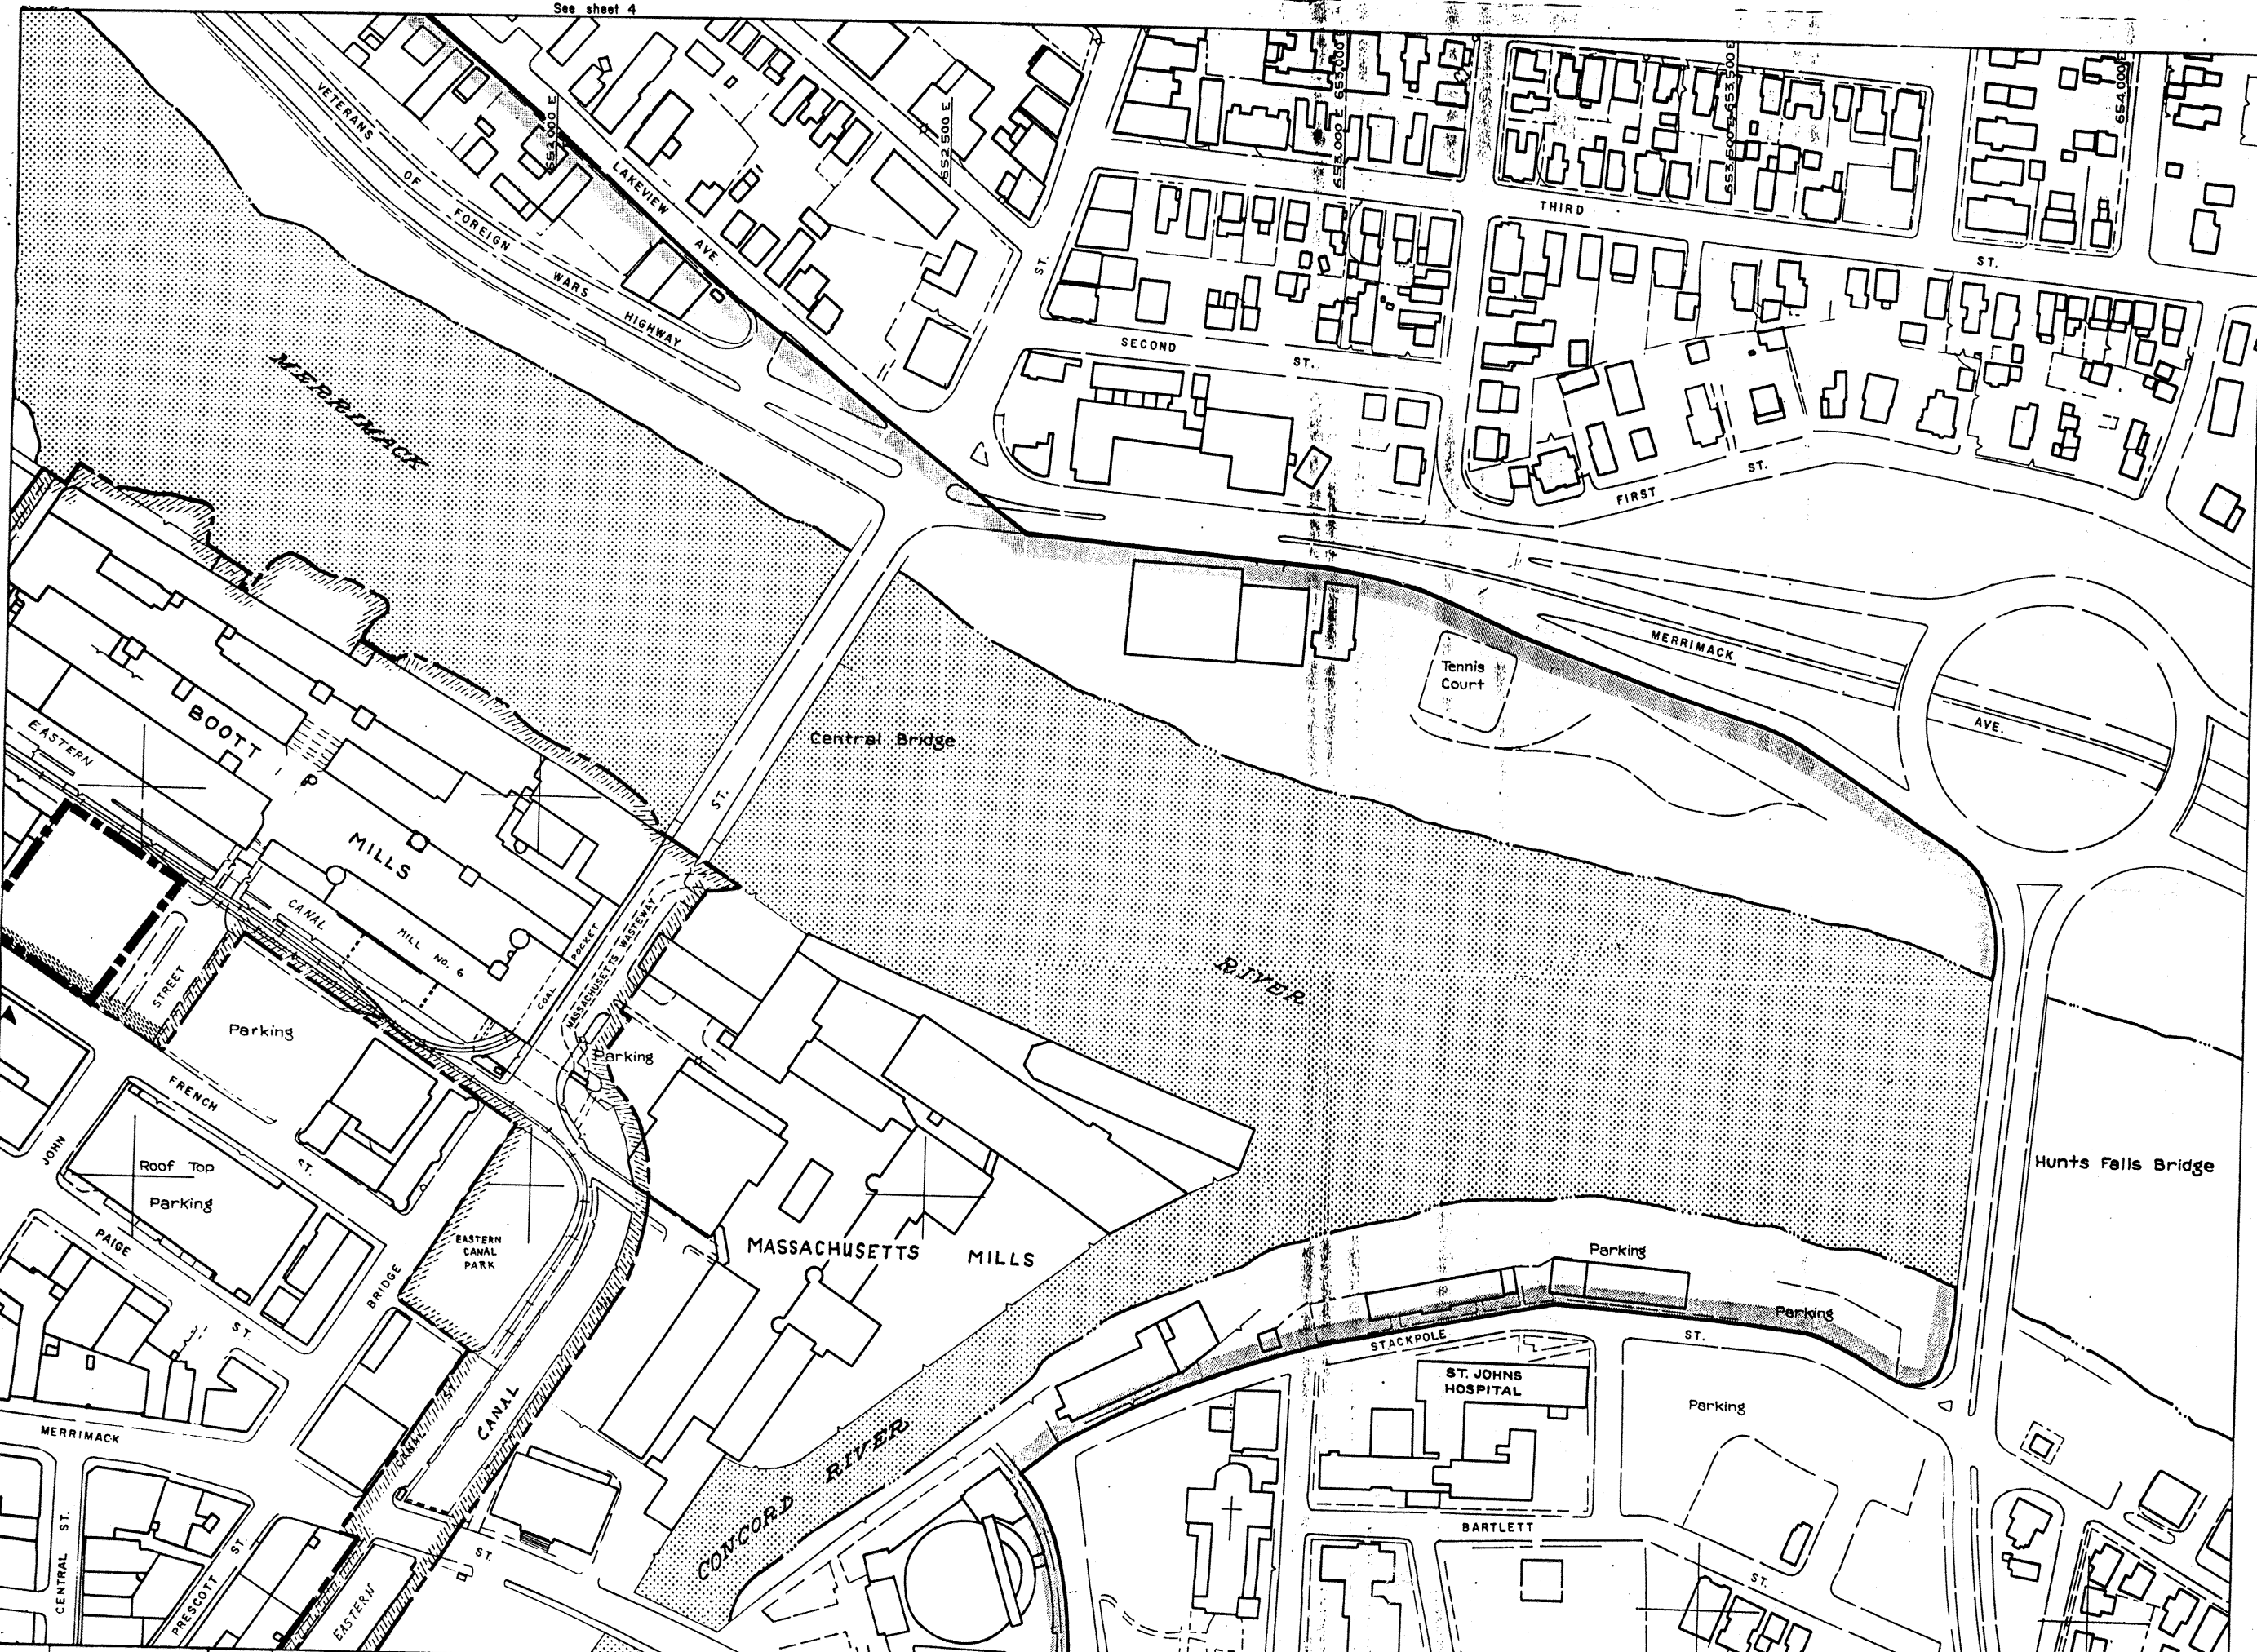 See sheet 4
VETERANS
OF
FOREIGN
WARS
HIGHWAY
652,000 E
LAKEVIEW
AVE.
652 500 E
653,000 E
653,000 E
653,500 E
653,500 E
654,000 E
THIRD
ST.
ST.
SECOND
ST.
FIRST
ST.
MERRIMACK
MERRIMACK
AVE.
Tennis
Court
Central Bridge
ST.
BOOTT
MILLS
EASTERN
CANAL
MILL NO. 6
COAL
POCKET
MASSACHUSETTS WASTEWAY
RIVER
STREET
Parking
Parking
FRENCH
ST.
JOHN
Roof Top
Parking
PAIGE
ST.
BRIDGE
EASTERN
CANAL
PARK
MASSACHUSETTS MILLS
Hunts Falls Bridge
Parking
Parking
STACKPOLE
ST.
ST. JOHNS
HOSPITAL
Parking
CANAL
MERRIMACK
CONCORD RIVER
ST.
BARTLETT
ST.
CENTRAL ST.
PRESCOTT ST.
EASTERN